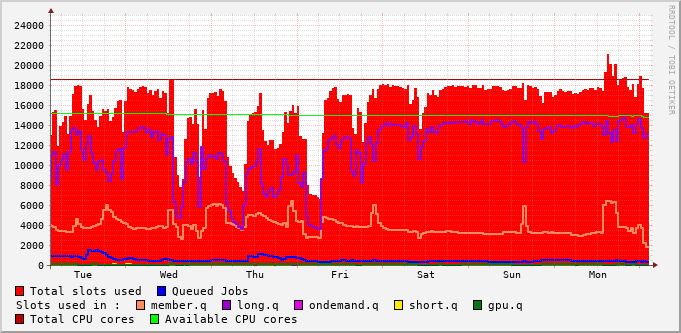 RRDTOOL / TOBI OETIKER
24000
22000
20000
18000
16000
14000
12000
10000
8000
6000
4000
2000
0
Tue Wed Thu Fri Sat Sun Mon
Total slots used Queued Jobs
Slots used in : member.q long.q ondemand.q short.q gpu.q
Total CPU cores Available CPU cores